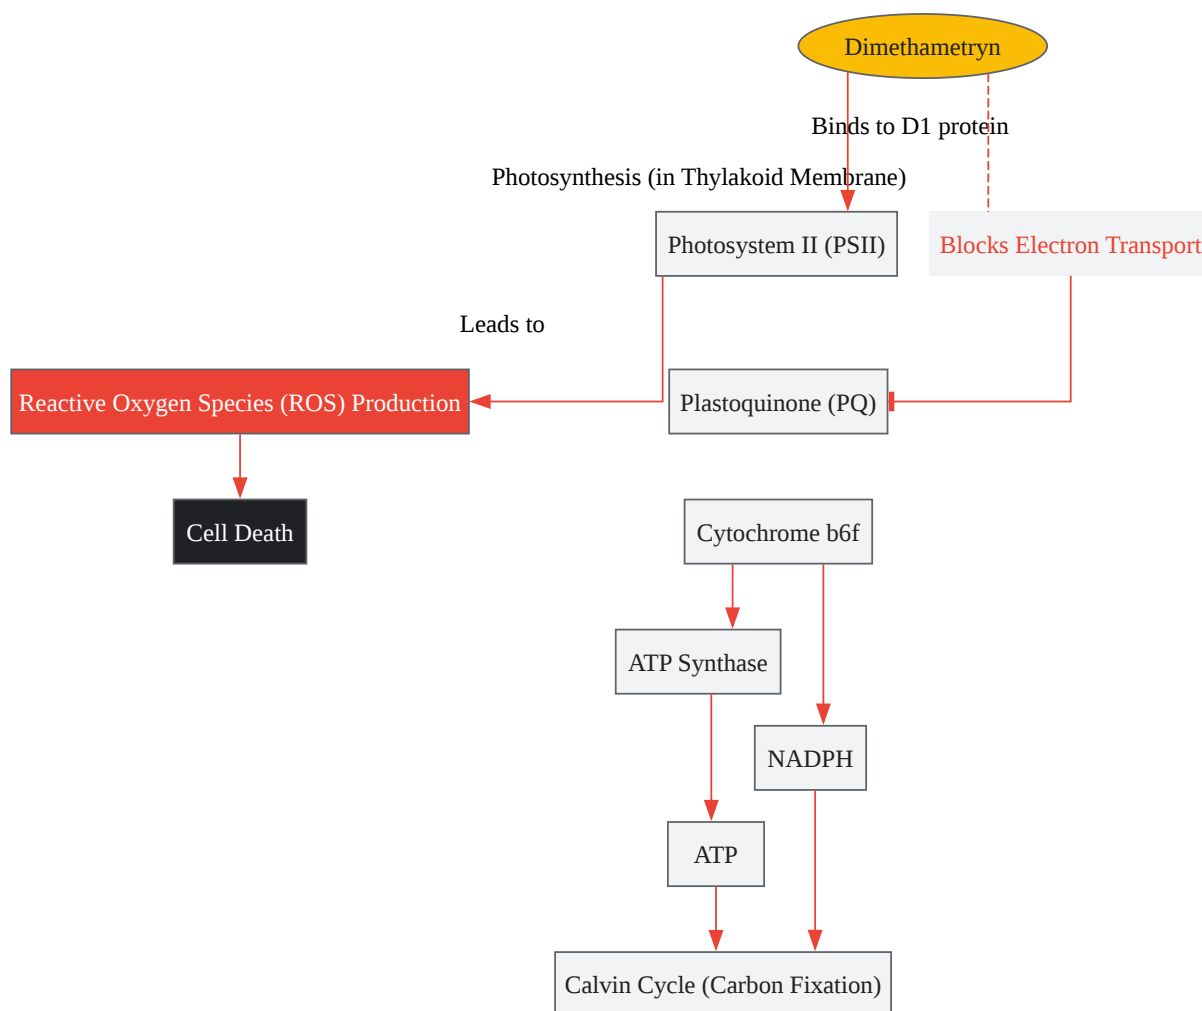 Dimethametryn
Binds to D1 protein
Photosynthesis (in Thylakoid Membrane)
Photosystem II (PSII)
Blocks Electron Transport
Leads to
Reactive Oxygen Species (ROS) Production
Plastoquinone (PQ)
Cell Death
Cytochrome b6f
ATP Synthase
NADPH
ATP
Calvin Cycle (Carbon Fixation)